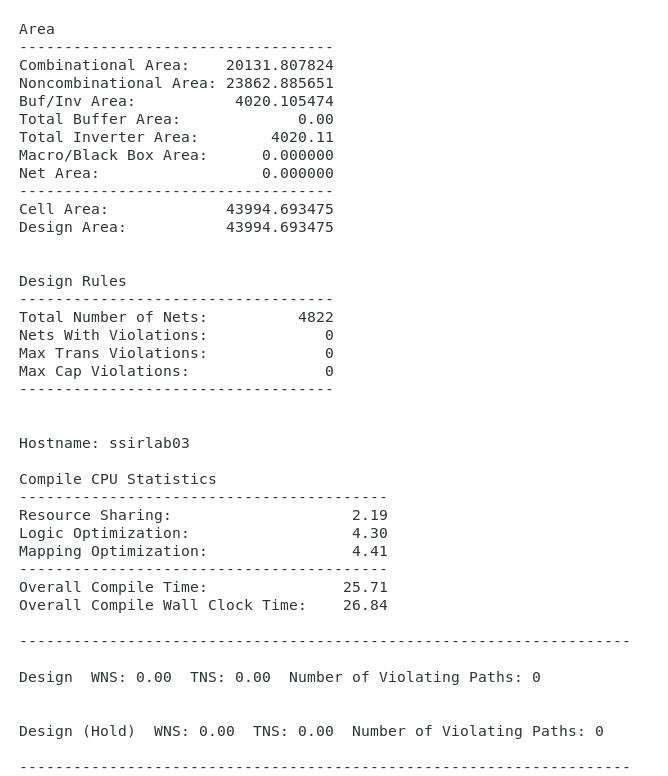 Area
-----------------------------------
Combinational Area:    20131.807824
Noncombinational Area: 23862.885651
Buf/Inv Area:           4020.105474
Total Buffer Area:             0.00
Total Inverter Area:        4020.11
Macro/Black Box Area:      0.000000
Net Area:                  0.000000
-----------------------------------
Cell Area:             43994.693475
Design Area:           43994.693475
Design Rules
-----------------------------------
Total Number of Nets:          4822
Nets With Violations:             0
Max Trans Violations:             0
Max Cap Violations:               0
-----------------------------------
Hostname: ssirlab03
Compile CPU Statistics
-----------------------------------------
Resource Sharing:                    2.19
Logic Optimization:                  4.30
Mapping Optimization:                4.41
-----------------------------------------
Overall Compile Time:               25.71
Overall Compile Wall Clock Time:    26.84
--------------------------------------------------------------------
Design  WNS: 0.00  TNS: 0.00  Number of Violating Paths: 0
Design (Hold)  WNS: 0.00  TNS: 0.00  Number of Violating Paths: 0
--------------------------------------------------------------------